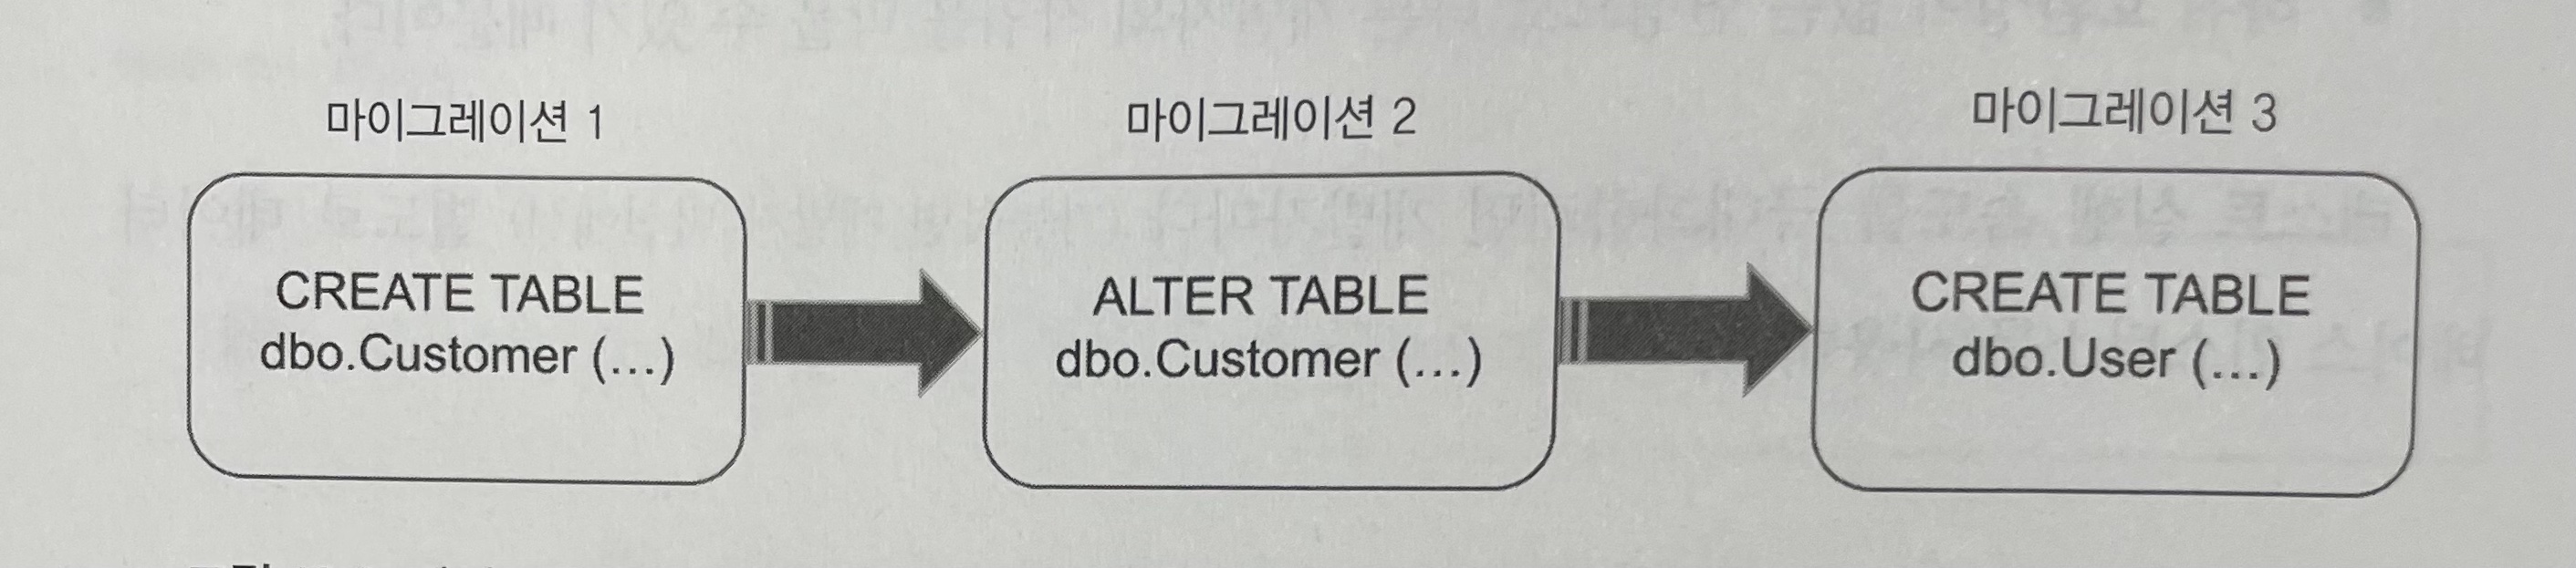 마이그레이션 1
마이그레이션 2
마이그레이션 3
CREATE TABLE
dbo.Customer (...)
ALTER TABLE
dbo.Customer (...)
CREATE TABLE
dbo.User (...)